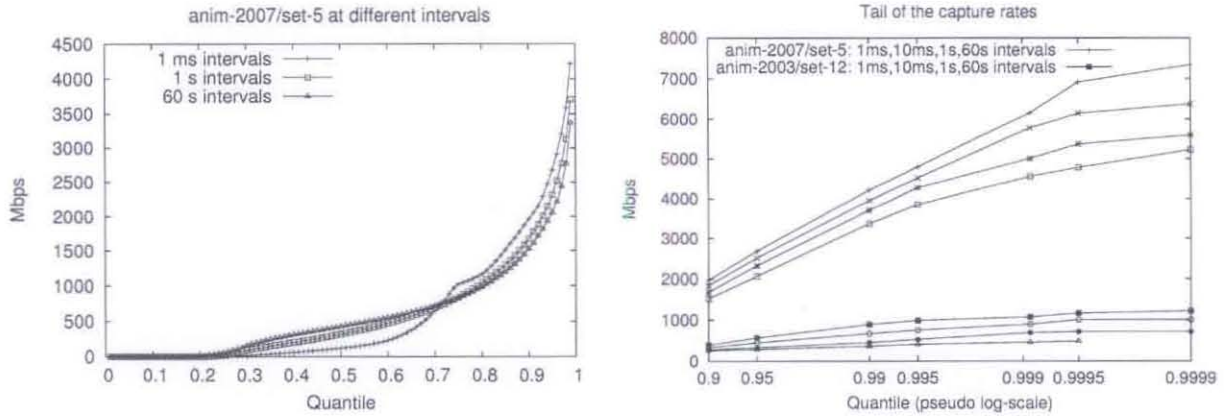 anim-2007/set-5 at different intervals
4500
4000
3500
3000
2500
2000
1500
1000
500
0
Mbps
1 ms intervals
1 s intervals
60 s intervals
0 0.1 0.2 0.3 0.4 0.5 0.6 0.7 0.8 0.9 1
Quantile
Tail of the capture rates
8000
7000
6000
5000
4000
3000
2000
1000
0
Mbps
anim-2007/set-5: 1ms,10ms,1s,60s intervals
anim-2003/set-12: 1ms,10ms,1s,60s intervals
0.9 0.95 0.99 0.995 0.999 0.9995 0.9999
Quantile (pseudo log-scale)